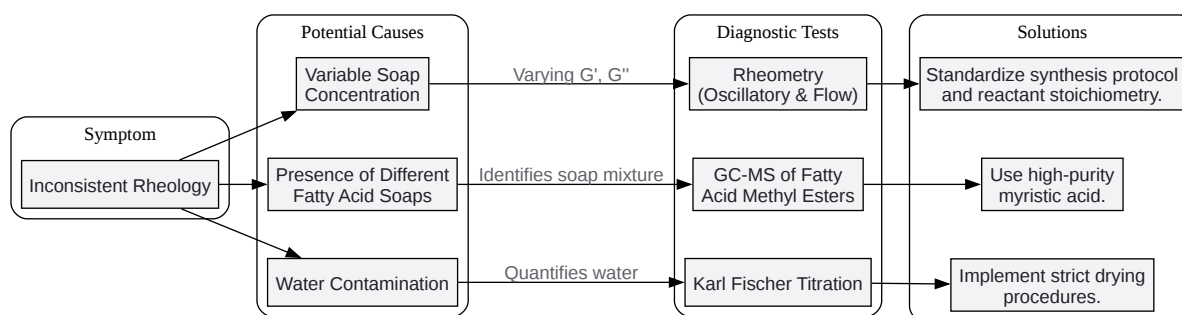 Potential Causes
Diagnostic Tests
Solutions
Variable Soap
Concentration
Varying G', G''
Rheometry
(Oscillatory & Flow)
Standardize synthesis protocol
and reactant stoichiometry.
Symptom
Inconsistent Rheology
Presence of Different
Fatty Acid Soaps
Identifies soap mixture
GC-MS of Fatty
Acid Methyl Esters
Use high-purity
myristic acid.
Water Contamination
Quantifies water
Karl Fischer Titration
Implement strict drying
procedures.